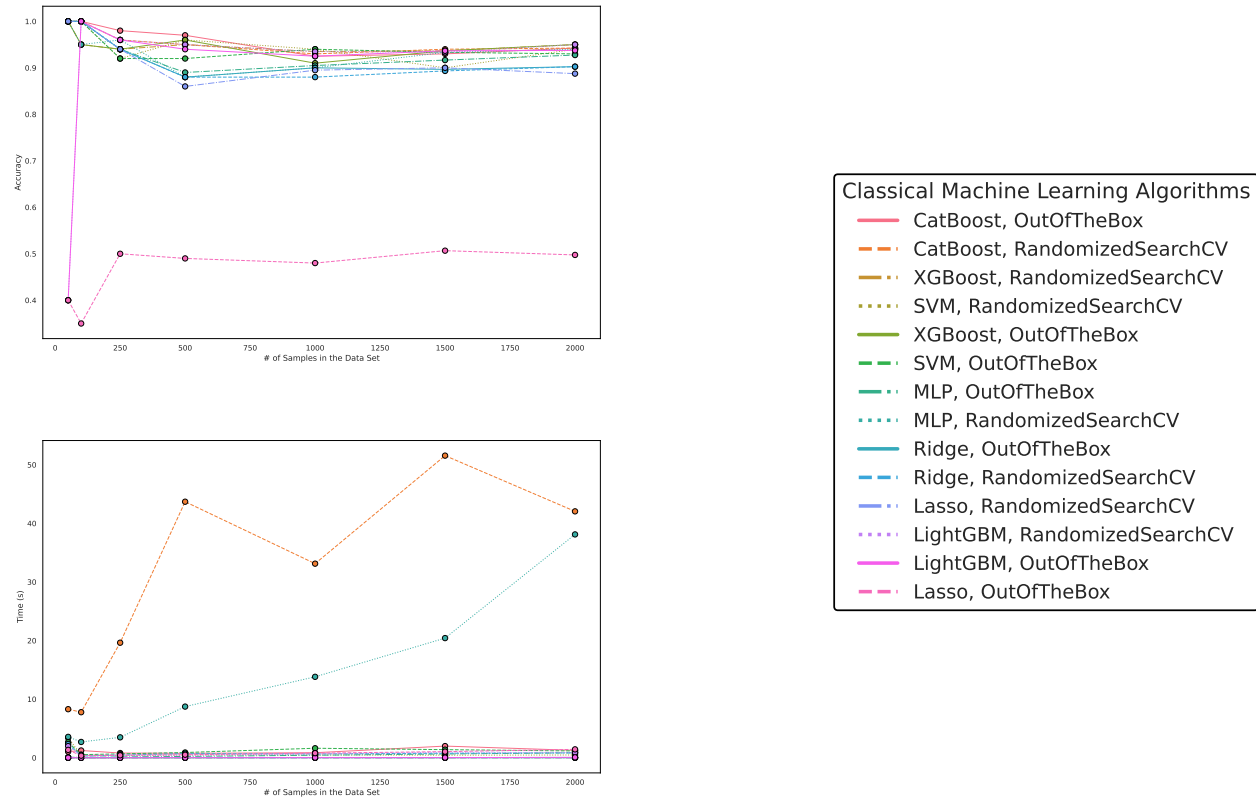 1.0
0.9
0.8
0.7
0.6
0.5
0.4
Accuracy
0 250 500 750 1000 1250 1500 1750 2000
# of Samples in the Data Set
50
40
30
20
10
0
Time (s)
0 250 500 750 1000 1250 1500 1750 2000
# of Samples in the Data Set
Classical Machine Learning Algorithms
CatBoost, OutOfTheBox
CatBoost, RandomizedSearchCV
XGBoost, RandomizedSearchCV
SVM, RandomizedSearchCV
XGBoost, OutOfTheBox
SVM, OutOfTheBox
MLP, OutOfTheBox
MLP, RandomizedSearchCV
Ridge, OutOfTheBox
Ridge, RandomizedSearchCV
Lasso, RandomizedSearchCV
LightGBM, RandomizedSearchCV
LightGBM, OutOfTheBox
Lasso, OutOfTheBox